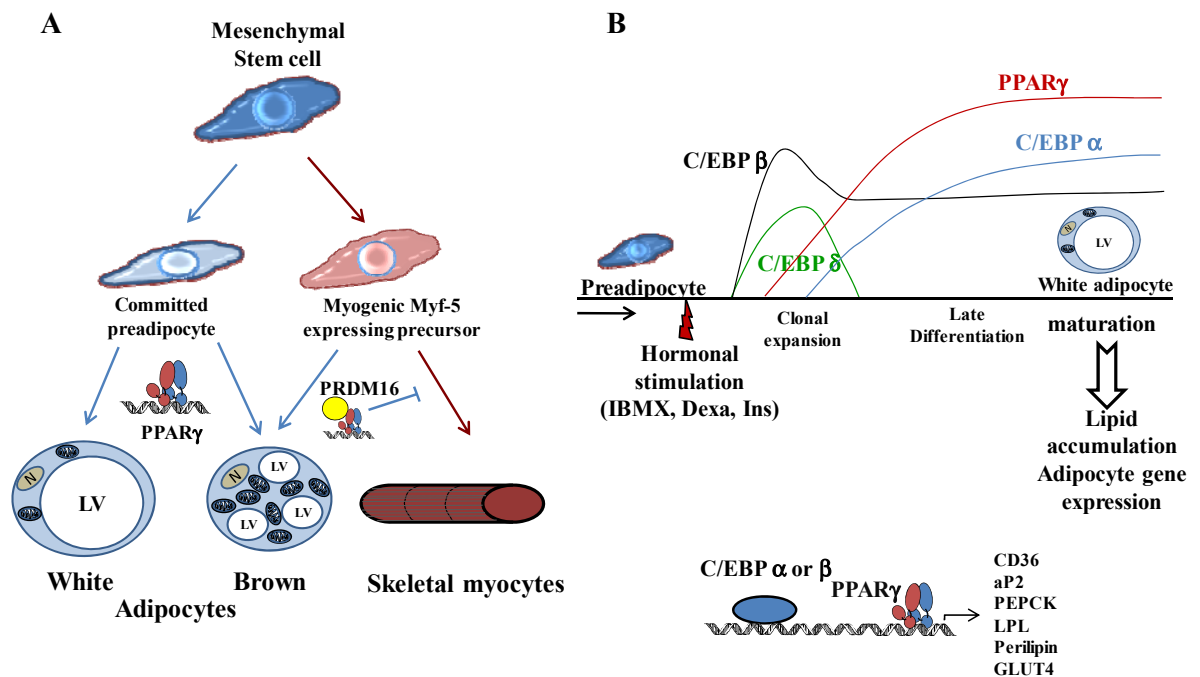 A
Mesenchymal
Stem cell
Committed
preadipocyte
Myogenic Myf-5
expressing precursor
PPARγ
PRDM16
N
LV
N
LV
LV
LV
White
Brown
Adipocytes
Skeletal myocytes
B
PPARγ
C/EBP α
C/EBP β
C/EBP δ
N
LV
Preadipocyte
White adipocyte
Clonal
expansion
Late
Differentiation
maturation
Hormonal
stimulation
(IBMX, Dexa, Ins)
Lipid
accumulation
Adipocyte gene
expression
C/EBP α or β
PPARγ
CD36
aP2
PEPCK
LPL
Perilipin
GLUT4